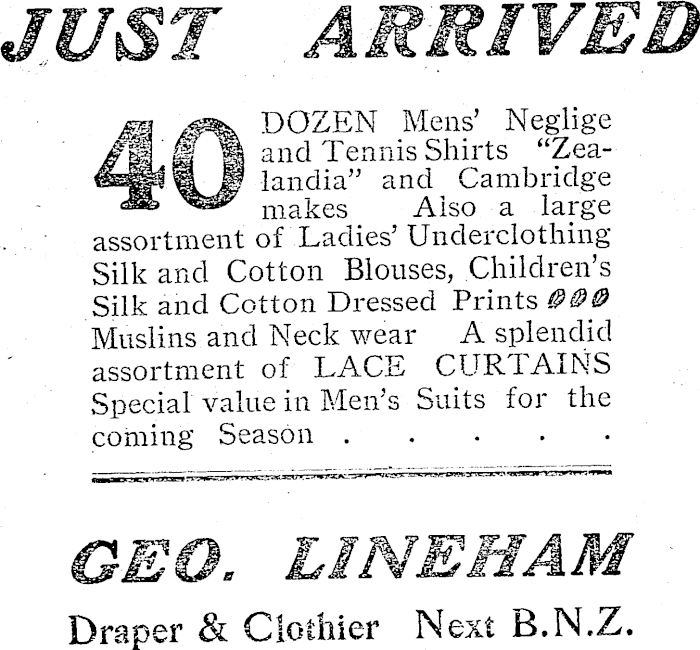 JUST ARRIVED
40 DOZEN Mens' Neglige
and Tennis Shirts "Zea-
landia" and Cambridge
makes Also a large
assortment of Ladies' Underclothing
Silk and Cotton Blouses, Children's
Silk and Cotton Dressed Prints
Muslins and Neck wear A splendid
assortment of LACE CURTAINS
Special value in Men's Suits for the
coming Season . . . . .
GEO. LINEHAM
Draper & Clothier Next B.N.Z.